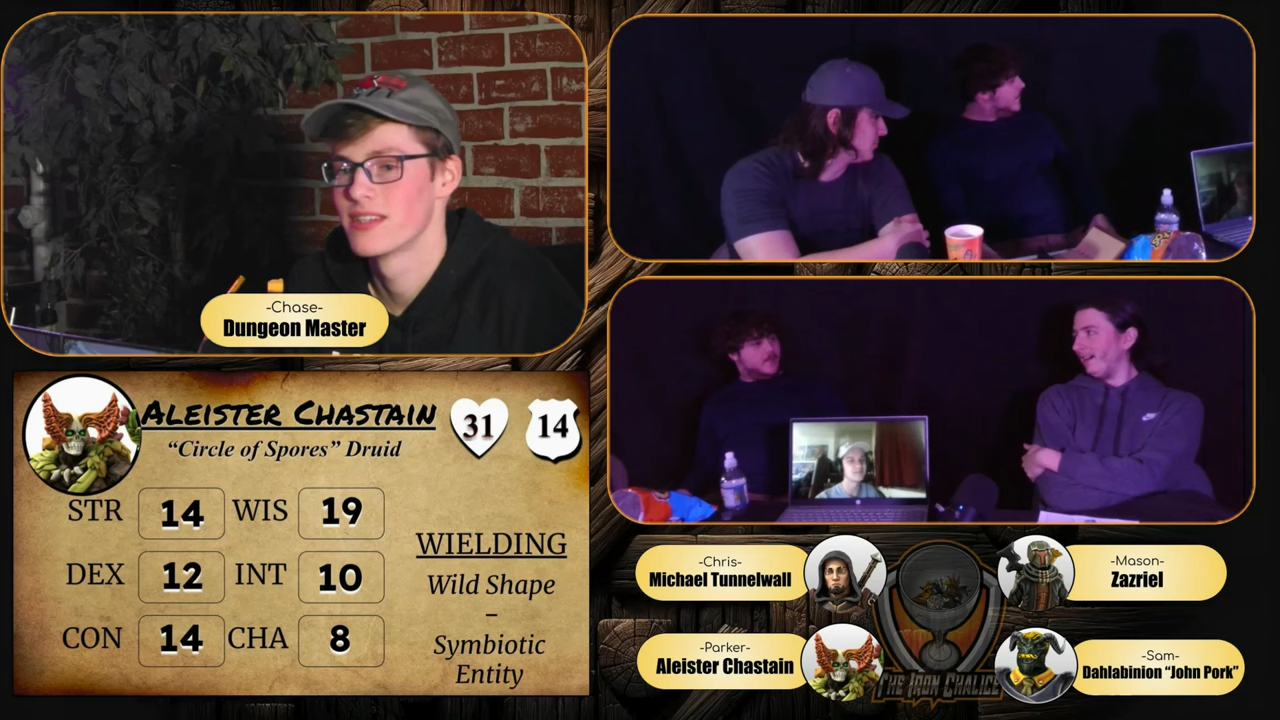 -Chase-
Dungeon Master
Aleister Chastain
31
14
“Circle of Spores” Druid
STR 14 WIS 19
DEX 12 INT 10
CON 14 CHA 8
WIELDING
Wild Shape
–
Symbiotic
Entity
-Chris-
Michael Tunnelwall
-Mason-
Zazriel
-Parker-
Aleister Chastain
-Sam-
Dahlabinion “John Pork”
The Iron Chalice